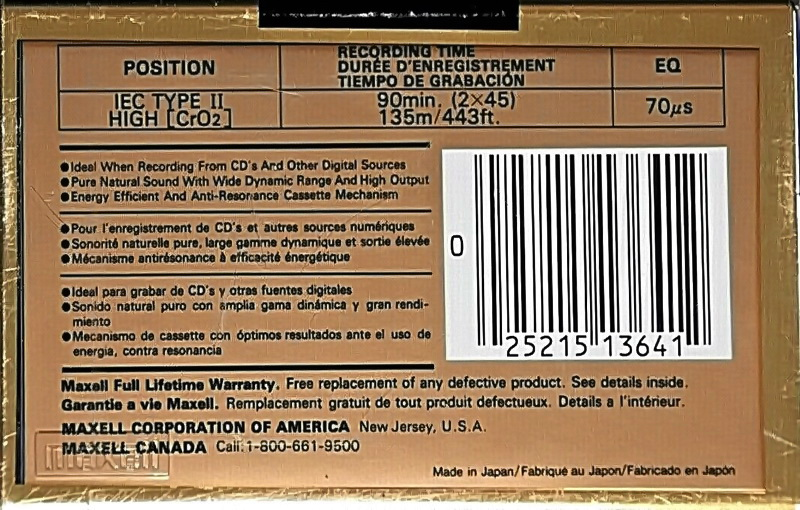 POSITION
RECORDING TIME
DURÉE D'ENREGISTREMENT
TIEMPO DE GRABACIÓN
EQ
IEC TYPE II
HIGH [CrO2]
90min. (2×45)
135m/443ft.
70µs
●Ideal When Recording From CD's And Other Digital Sources
●Pure Natural Sound With Wide Dynamic Range And High Output
●Energy Efficient And Anti-Resonance Cassette Mechanism
●Pour l'enregistrement de CD's et autres sources numériques
●Sonorité naturelle pure, large gamme dynamique et sortie élevée
●Mécanisme antirésonance à efficacité énergétique
●Ideal para grabar de CD's y otras fuentes digitales
●Sonido natural puro con amplia gama dinámica y gran rendi-
miento
●Mecanismo de cassette con óptimos resultados ante el uso de
energía, contra resonancia
0
25215 13641
Maxell Full Lifetime Warranty. Free replacement of any defective product. See details inside.
Garantie a vie Maxell. Remplacement gratuit de tout produit defectueux. Details a l'intérieur.
MAXELL CORPORATION OF AMERICA New Jersey, U.S.A.
MAXELL CANADA Call: 1-800-661-9500
maxell
Made in Japan/Fabriqué au Japon/Fabricado en Japón